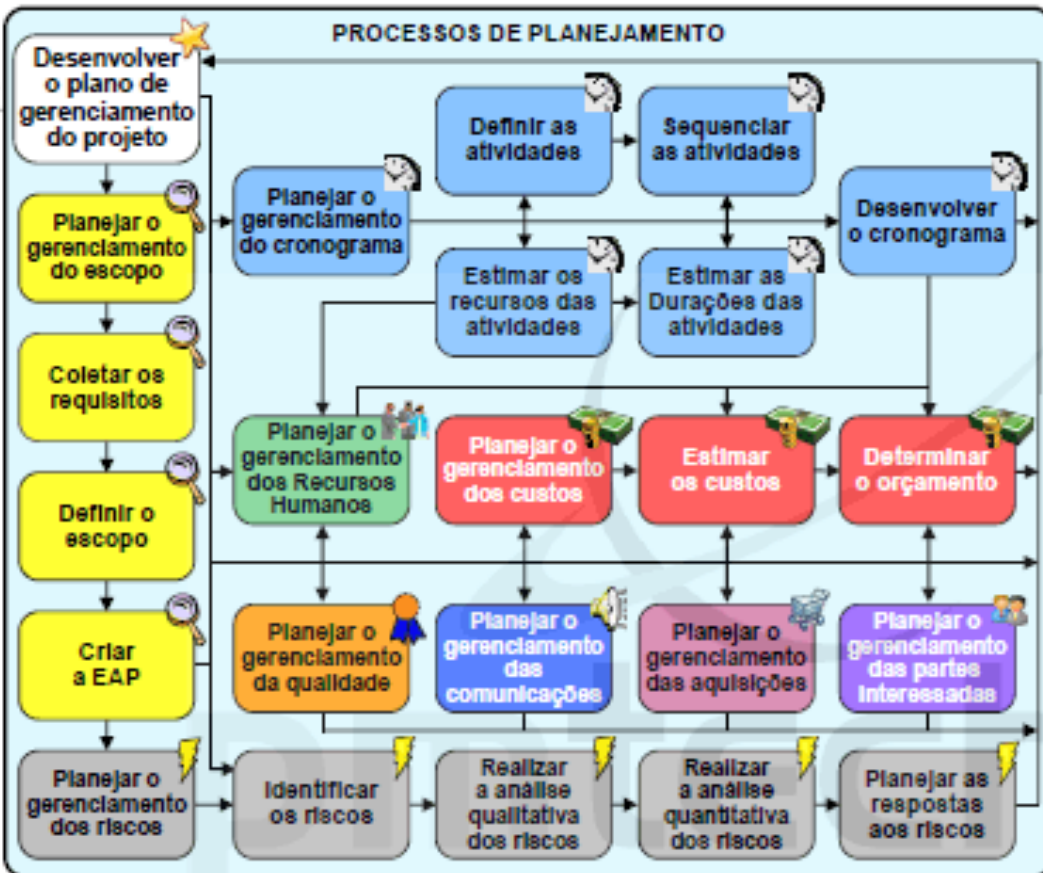 PROCESSOS DE PLANEJAMENTO
Desenvolver
o plano de
gerenciamento
do projeto
Definir as
atividades
Sequenciar
as atividades
Planejar o
gerenciamento
do escopo
Planejar o
gerenciamento
do cronograma
Desenvolver
o cronograma
Estimar os
recursos das
atividades
Estimar as
Durações das
atividades
Coletar os
requisitos
Planejar o
gerenciamento
dos Recursos
Humanos
Planejar o
gerenciamento
dos custos
Estimar
os custos
Determinar
o orçamento
Definir o
escopo
Criar
a EAP
Planejar o
gerenciamento
da qualidade
Planejar o
gerenciamento
das
comunicações
Planejar o
gerenciamento
das aquisições
Planejar o
gerenciamento
das partes
Interessadas
Planejar o
gerenciamento
dos riscos
Identificar
os riscos
Realizar
a análise
qualitativa
dos riscos
Realizar
a análise
quantitativa
dos riscos
Planejar as
respostas
aos riscos